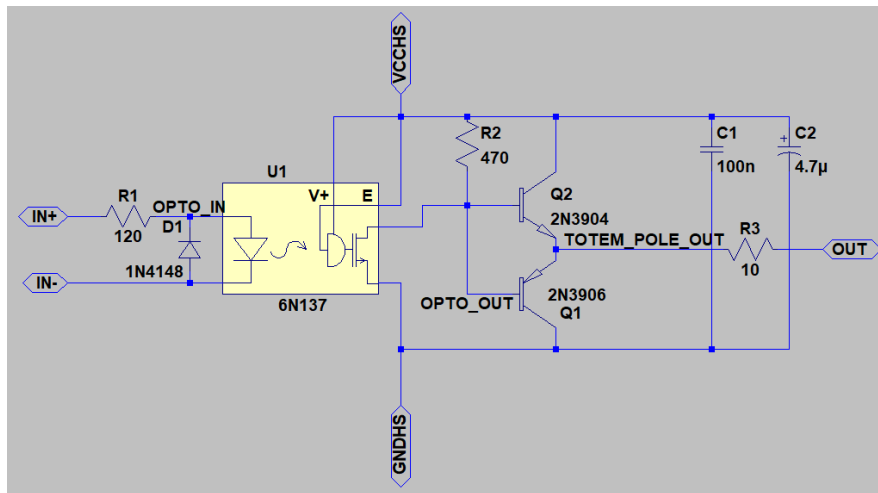 VCCHS
R2
470
C1
100n
C2
4.7µ
U1
V+
E
R1
120
OPTO_IN
D1
1N4148
IN+
IN-
6N137
Q2
2N3904
TOTEM_POLE_OUT
R3
10
OUT
OPTO_OUT
2N3906
Q1
GNDHS